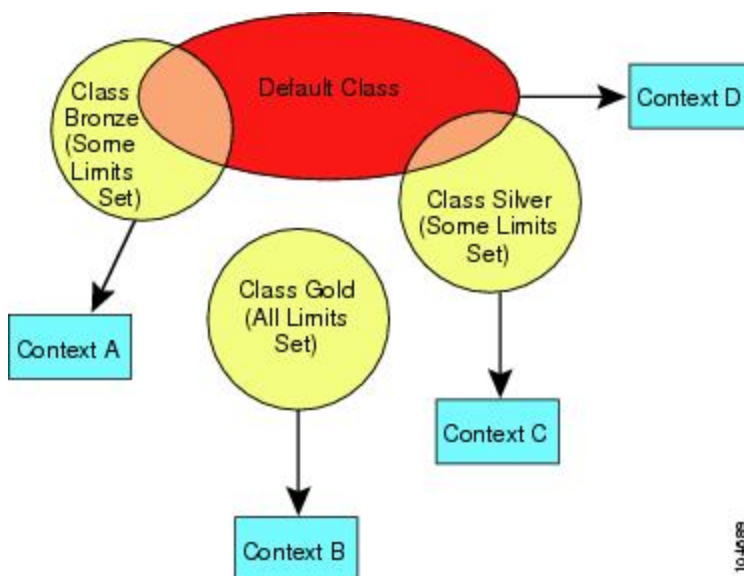 Default Class
Class
Bronze
(Some
Limits
Set)
Context D
Class Silver
(Some Limits
Set)
Class Gold
(All Limits
Set)
Context A
Context C
Context B